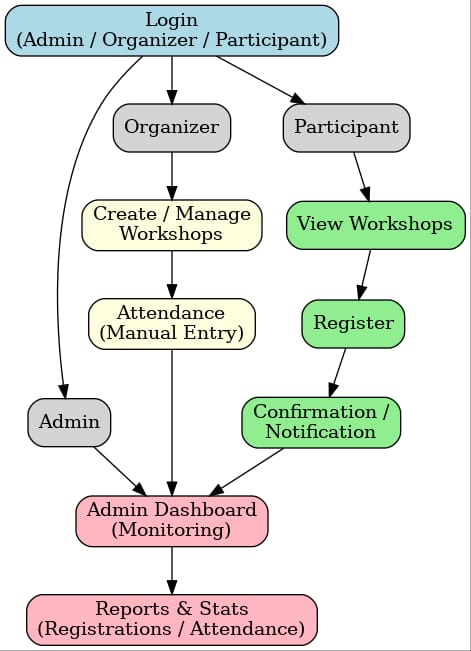 Login
(Admin / Organizer / Participant)
Organizer
Participant
Create / Manage
Workshops
View Workshops
Attendance
(Manual Entry)
Register
Admin
Confirmation /
Notification
Admin Dashboard
(Monitoring)
Reports & Stats
(Registrations / Attendance)